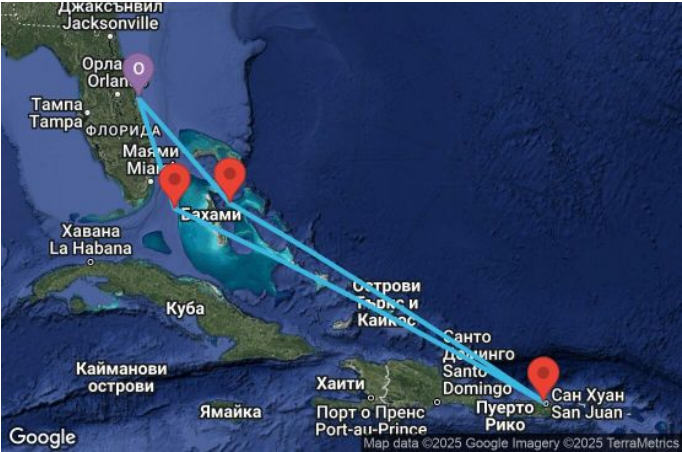 Джаксънвил
Jacksonville
O
Орла
Orlan
Тампа
Tampa
ФЛОРИДА
Маями
Miam
Бахами
Хавана
La Habana
Куба
Острови
Търкс и
Кайкос
Санто
Доминго
Santo
Domingo
Кайманови
острови
Хаити
Ямайка
Порт о Пренс
Port-au-Prince
Пуерто
Рико
Сан Хуан
San Juan
Google
Map data ©2025 Google Imagery ©2025 TerraMetrics